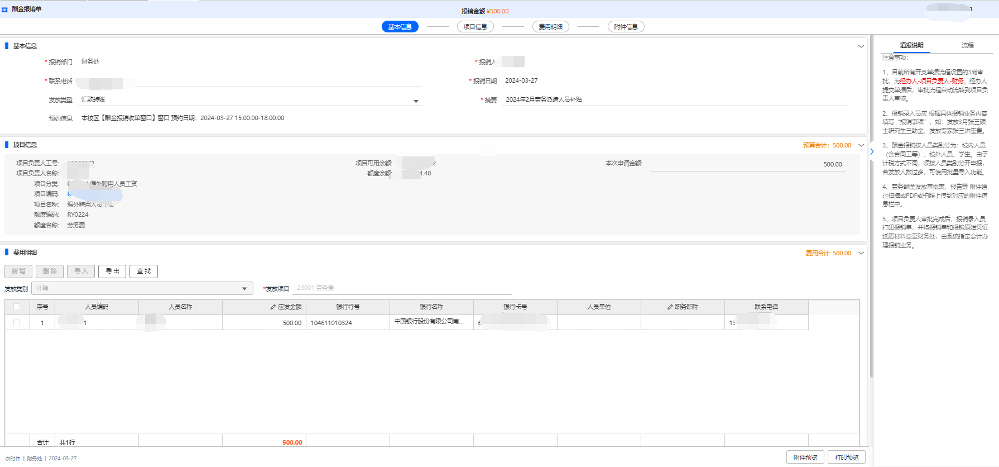 酬金报销单
报销金额 ¥500.00
1
基本信息 项目信息 费用明细 附件信息
基本信息
* 报销部门 财务处
* 报销人
* 联系电话
* 报销日期 2024-03-27
发放类型 汇款转账
* 摘要 2024年2月劳务派遣人员补贴
预约信息 本校区【酬金报销收单窗口】窗口 预约日期：2024-03-27 15:00:00-18:00:00
项目信息
预算合计：500.00
项目负责人工号:
项目可用余额: 2
本次申请金额: 500.00
项目负责人名称:
额度余额: 4.48
项目分类: 编外聘用人员工资
项目编码: R
项目名称: 编外聘用人员工资
额度编码: RY0224
额度名称: 劳务费
费用明细
费用合计: 500.00
新增 删除 导入 导出 查找
发放类别 外聘
*发放项目 23001 劳务费
序号 人员编码 人员名称 应发金额 银行行号 银行名称 银行卡号 人员单位 职务职称 联系电话
1 1 500.00 104611010324 中国银行股份有限公司南... 6 13
合计 共1行 500.00
农时伟 | 财务处 | 2024-03-27
附件预览 打印预览
填报说明 流程
注意事项:
1、目前所有开支单据流程设置的3岗审
批，为经办人-项目负责人-财务。经办人
提交单据后，审批流程自动流转到项目负
责人审核。
2、报销录入员应 根据具体报销业务内容
填写“报销事项”，如：发放3月张三硕
士研究生三助金、发放专家张三讲座费。
3、酬金报销按人员类别分为：校内人员
（含合同工等）、校外人员、学生。由于
计税方式不同，须按人员类别分开申报，
若发放人数过多，可使用批量导入功能。
4、劳务酬金发放审批表、报告等 附件通
过扫描成PDF或拍照上传到对应的附件信
息栏中。
5、项目负责人审批完成后，报销录入员
打印报销单，并将报销单和报销原始凭证
纸质材料交至财务处，由系统指定会计办
理报销业务。